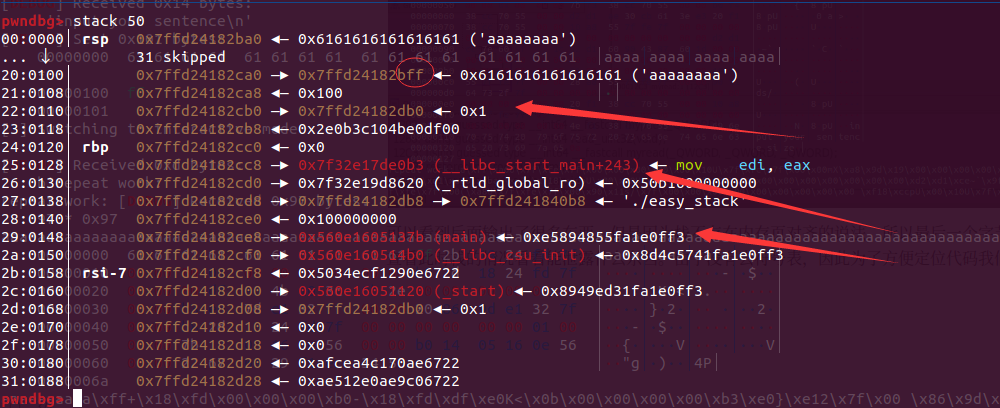 [] Received 0x14 bytes:
pwndbg> stack 50
00:0000│ rsp 0x7ffd24182ba0 ◂— 0x6161616161616161 ('aaaaaaaa')
... ↓ 31 skipped
20:0100│ 0x7ffd24182ca0 —▸ 0x7ffd24182bff ◂— 0x6161616161616161 ('aaaaaaaa')
21:0108│ 0x7ffd24182ca8 ◂— 0x100
22:0110│ 0x7ffd24182cb0 —▸ 0x7ffd24182db0 ◂— 0x1
23:0118│ 0x7ffd24182cb8 ◂— 0x2e0b3c104be0df00
24:0120│ rbp 0x7ffd24182cc0 ◂— 0x0
25:0128│ 0x7ffd24182cc8 —▸ 0x7f32e17de0b3 (__libc_start_main+243) ◂— mov edi, eax
26:0130│ 0x7ffd24182cd0 —▸ 0x7f32e19d8620 (_rtld_global_ro) ◂— 0x50b1600000000
27:0138│ 0x7ffd24182cd8 —▸ 0x7ffd24182db8 —▸ 0x7ffd241840b8 ◂— './easy_stack'
28:0140│ 0x7ffd24182ce0 ◂— 0x100000000
29:0148│ 0x7ffd24182ce8 —▸ 0x560e1605137b (main) ◂— 0xe5894855fa1e0ff3
2a:0150│ 0x7ffd24182cf0 —▸ 0x560e160514b0 (__libc_csu_init) ◂— 0x8d4c5741fa1e0ff3
2b:0158│ rsi-7 0x7ffd24182cf8 ◂— 0x5034ecf1290e6722
2c:0160│ 0x7ffd24182d00 —▸ 0x560e16051120 (_start) ◂— 0x8949ed31fa1e0ff3
2d:0168│ 0x7ffd24182d08 —▸ 0x7ffd24182db0 ◂— 0x1
2e:0170│ 0x7ffd24182d10 ◂— 0x0
2f:0178│ 0x7ffd24182d18 ◂— 0x0
30:0180│ 0x7ffd24182d20 ◂— 0xafcea4c170ae6722
31:0188│ 0x7ffd24182d28 ◂— 0xae512e0ae9c06722
pwndbg>